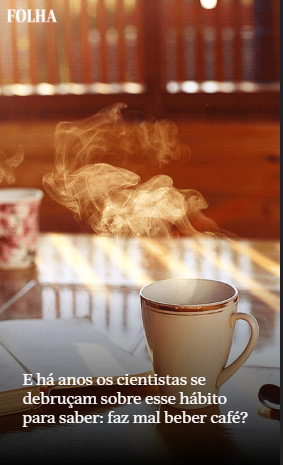 FOLHA
E há anos os cientistas se
debruçam sobre esse hábito
para saber: faz mal beber café?